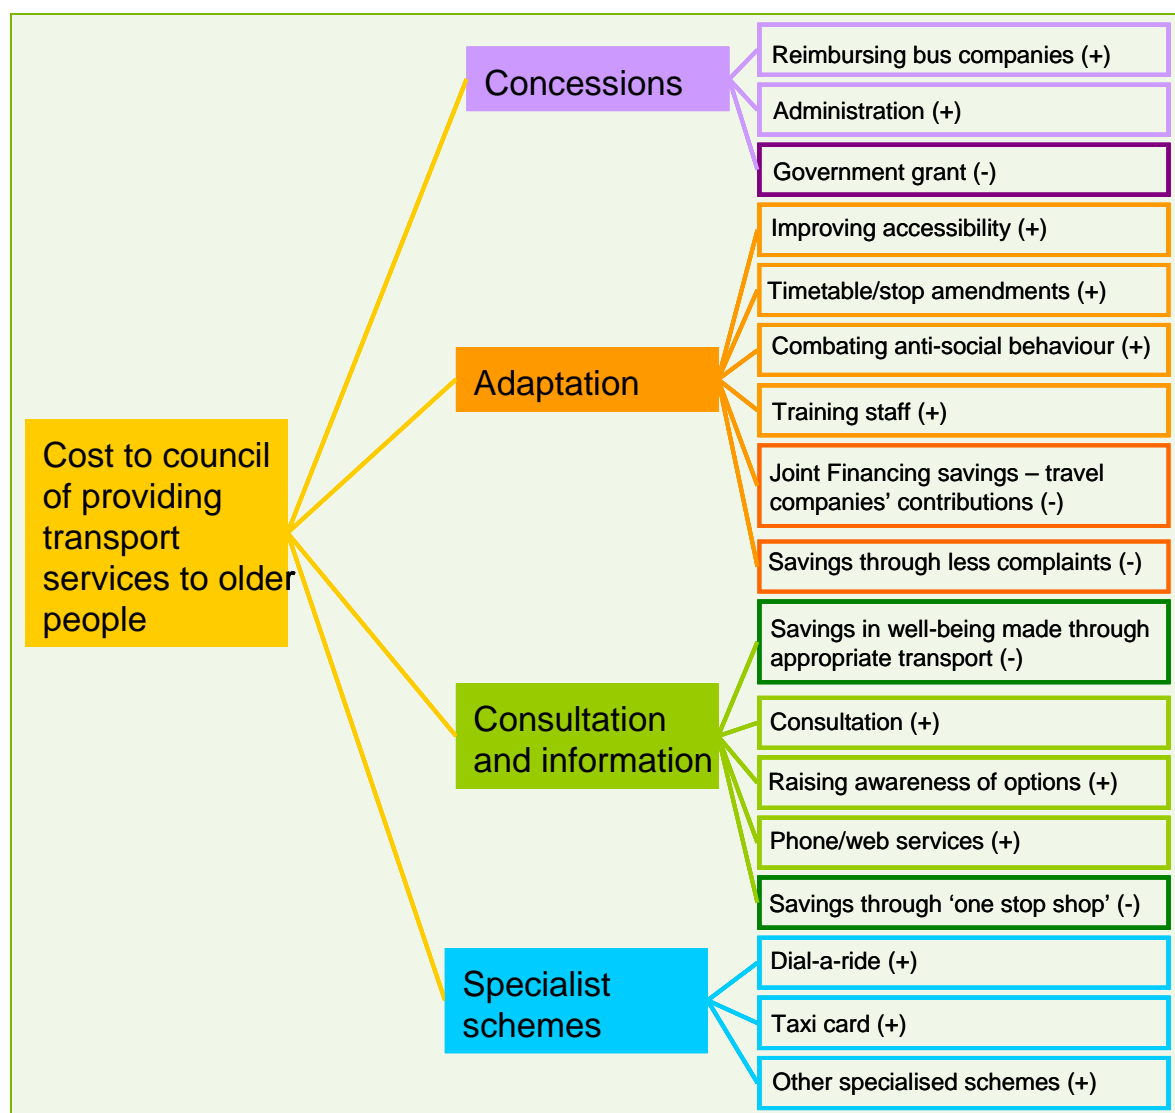 Cost to council
of providing
transport
services to older
people
Concessions
Reimbursing bus companies (+)
Administration (+)
Government grant (-)
Adaptation
Improving accessibility (+)
Timetable/stop amendments (+)
Combating anti-social behaviour (+)
Training staff (+)
Joint Financing savings – travel
companies’ contributions (-)
Savings through less complaints (-)
Consultation
and information
Savings in well-being made through
appropriate transport (-)
Consultation (+)
Raising awareness of options (+)
Phone/web services (+)
Savings through ‘one stop shop’ (-)
Specialist
schemes
Dial-a-ride (+)
Taxi card (+)
Other specialised schemes (+)